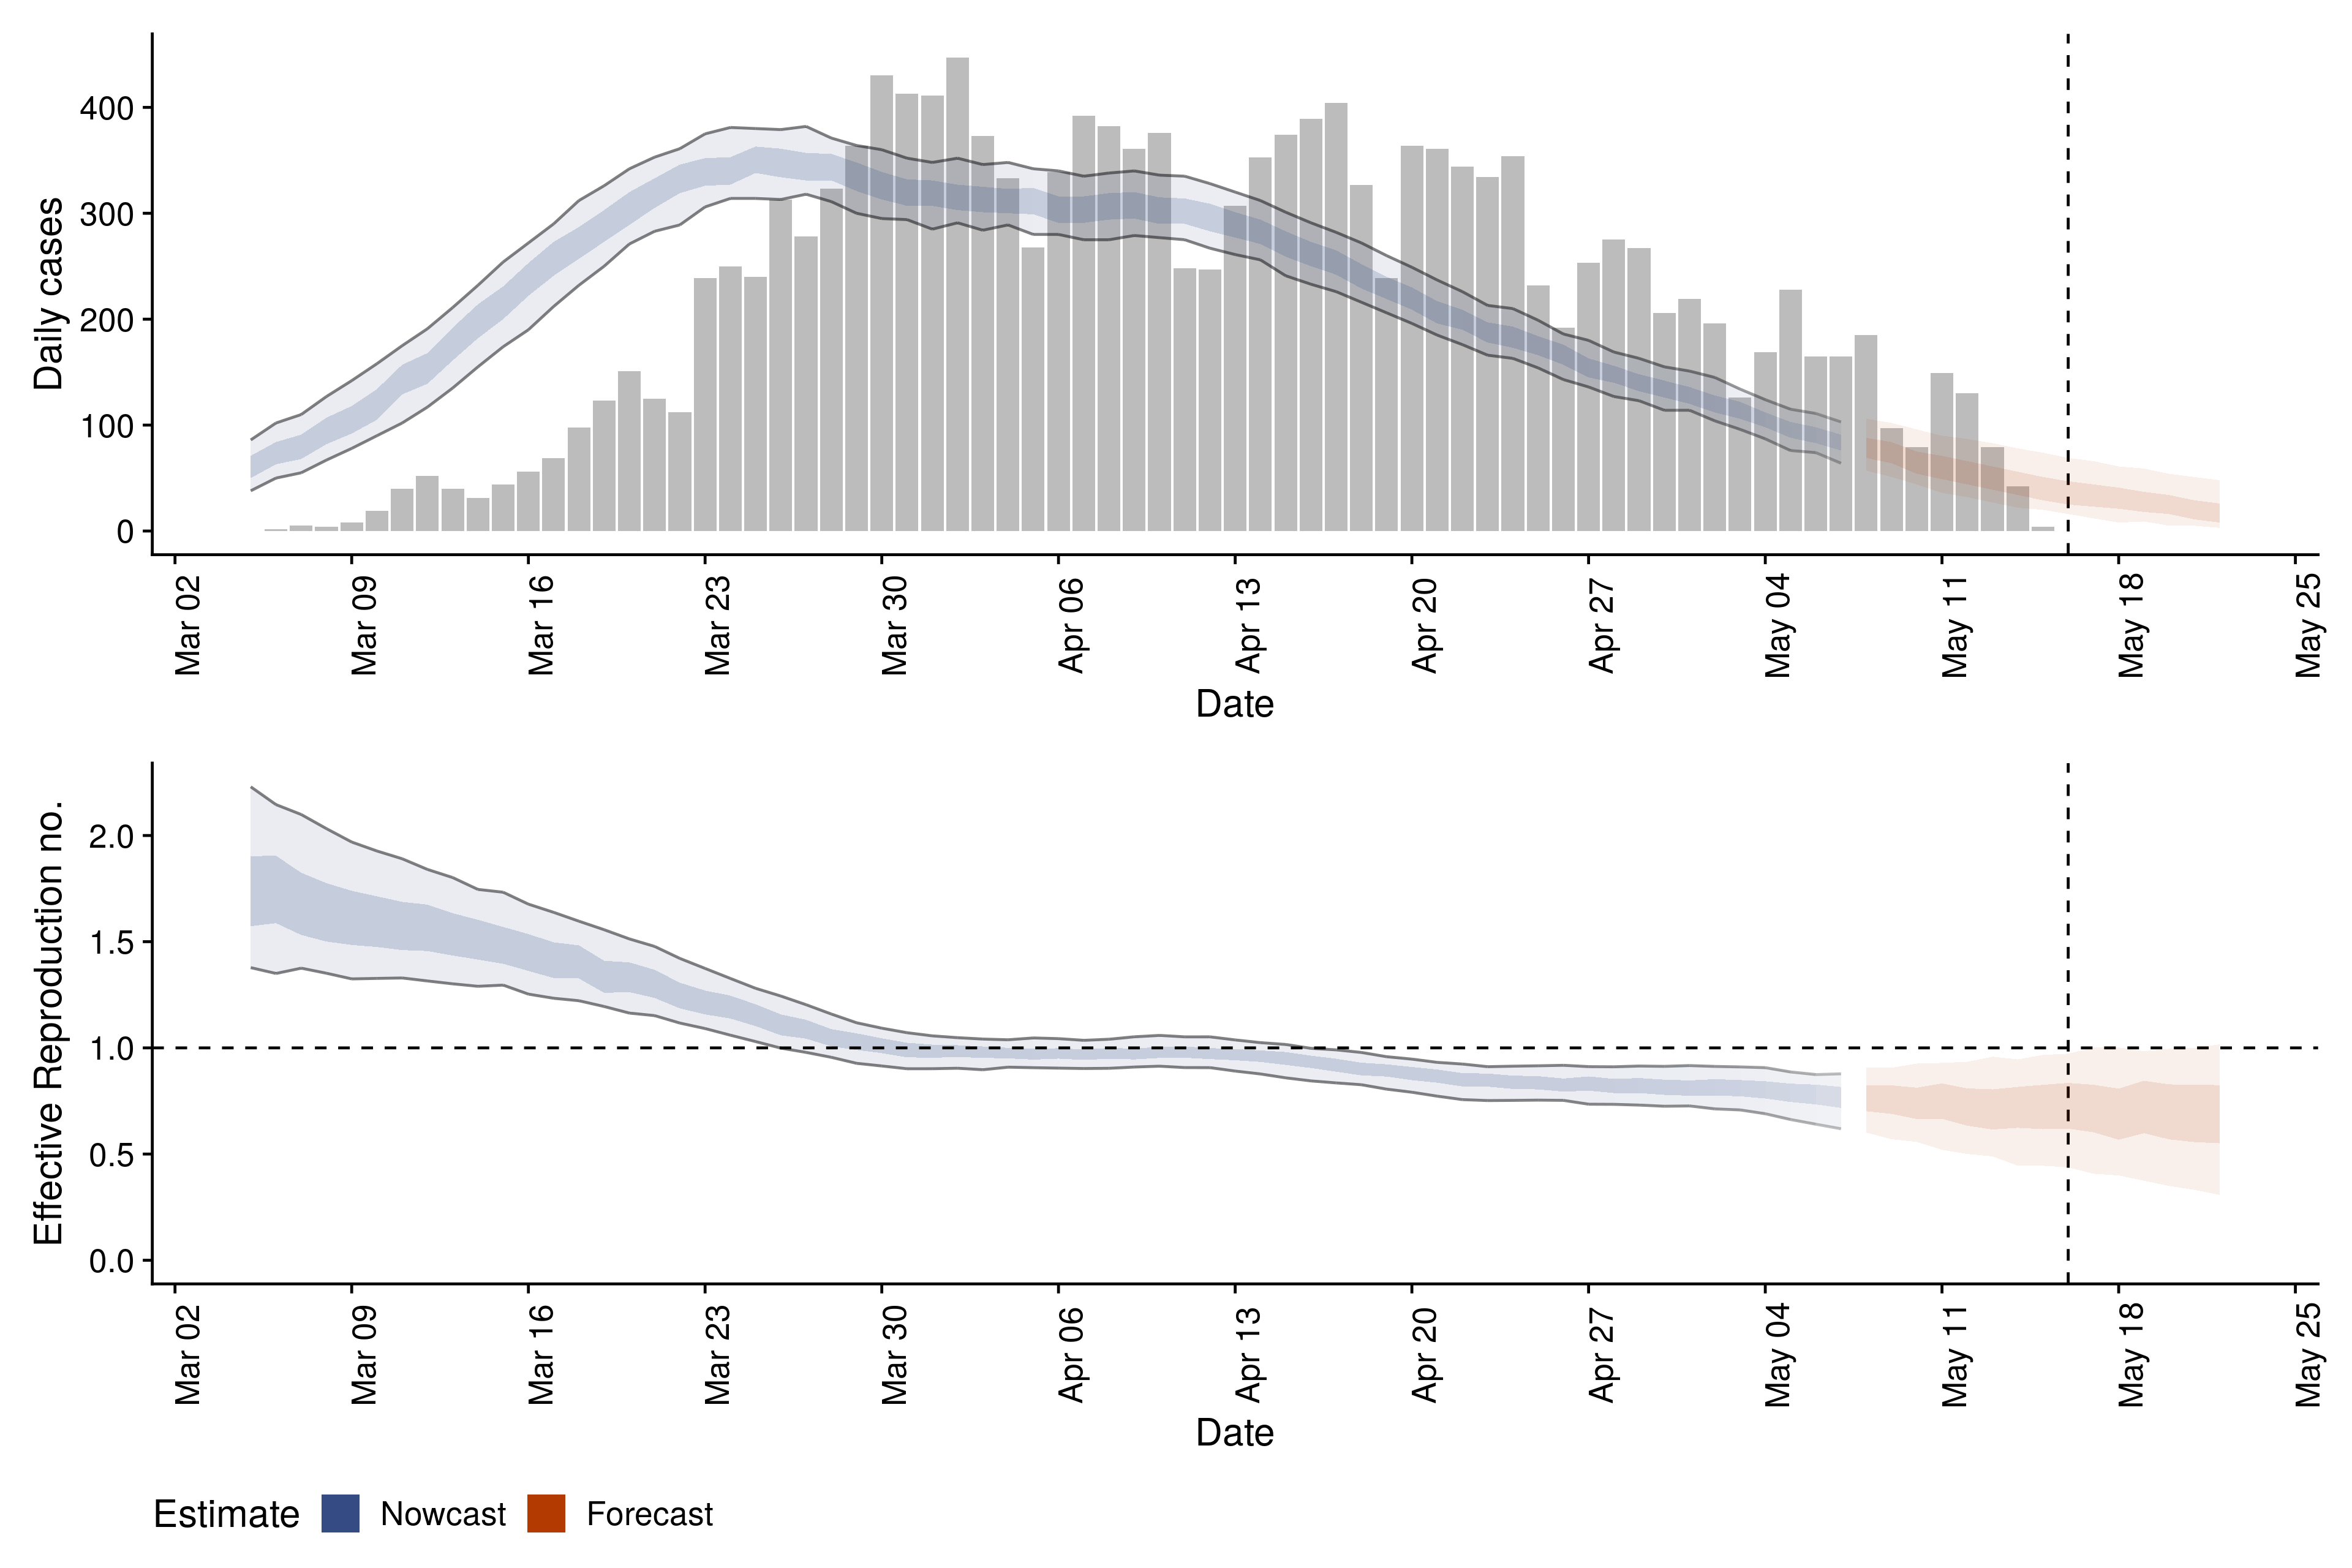 Daily cases
400
300
200
100
0
Mar 02
Mar 09
Mar 16
Mar 23
Mar 30
Apr 06
Apr 13
Apr 20
Apr 27
May 04
May 11
May 18
May 25
Date
Effective Reproduction no.
2.0
1.5
1.0
0.5
0.0
Mar 02
Mar 09
Mar 16
Mar 23
Mar 30
Apr 06
Apr 13
Apr 20
Apr 27
May 04
May 11
May 18
May 25
Date
Estimate Nowcast Forecast